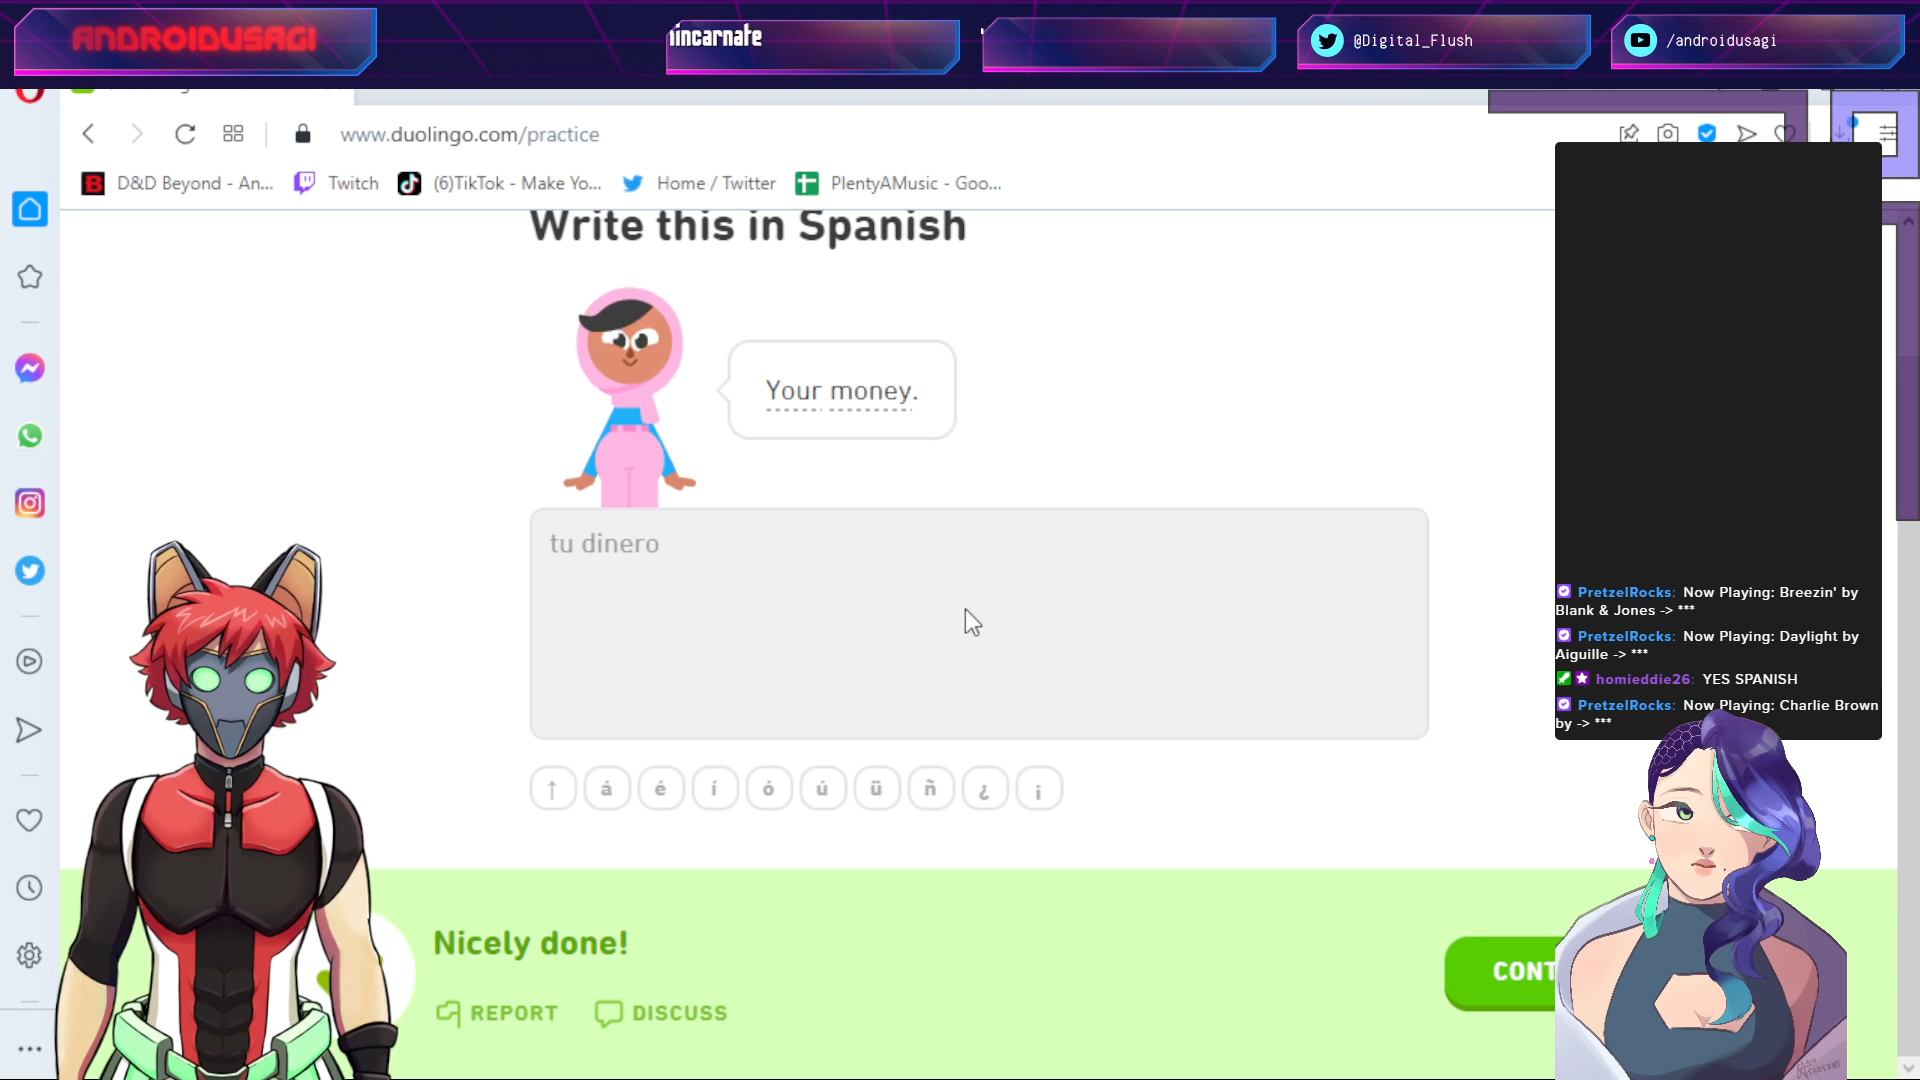 ANDROIDUSAGI
@Digital_Flush
/androidusagi
www.duolingo.com/practice
D&D Beyond - An...
Twitch
(6)TikTok - Make Yo...
Home / Twitter
PlentyAMusic - Goo...
Write this in Spanish
Your money.
tu dinero
↑ á é í ó ú ü ñ ¿ ¡
Nicely done!
REPORT
DISCUSS
CONT
PretzelRocks: Now Playing: Breezin' by
Blank & Jones -> ***
PretzelRocks: Now Playing: Daylight by
Aiguille -> ***
homieddie26: YES SPANISH
PretzelRocks: Now Playing: Charlie Brown
by -> ***